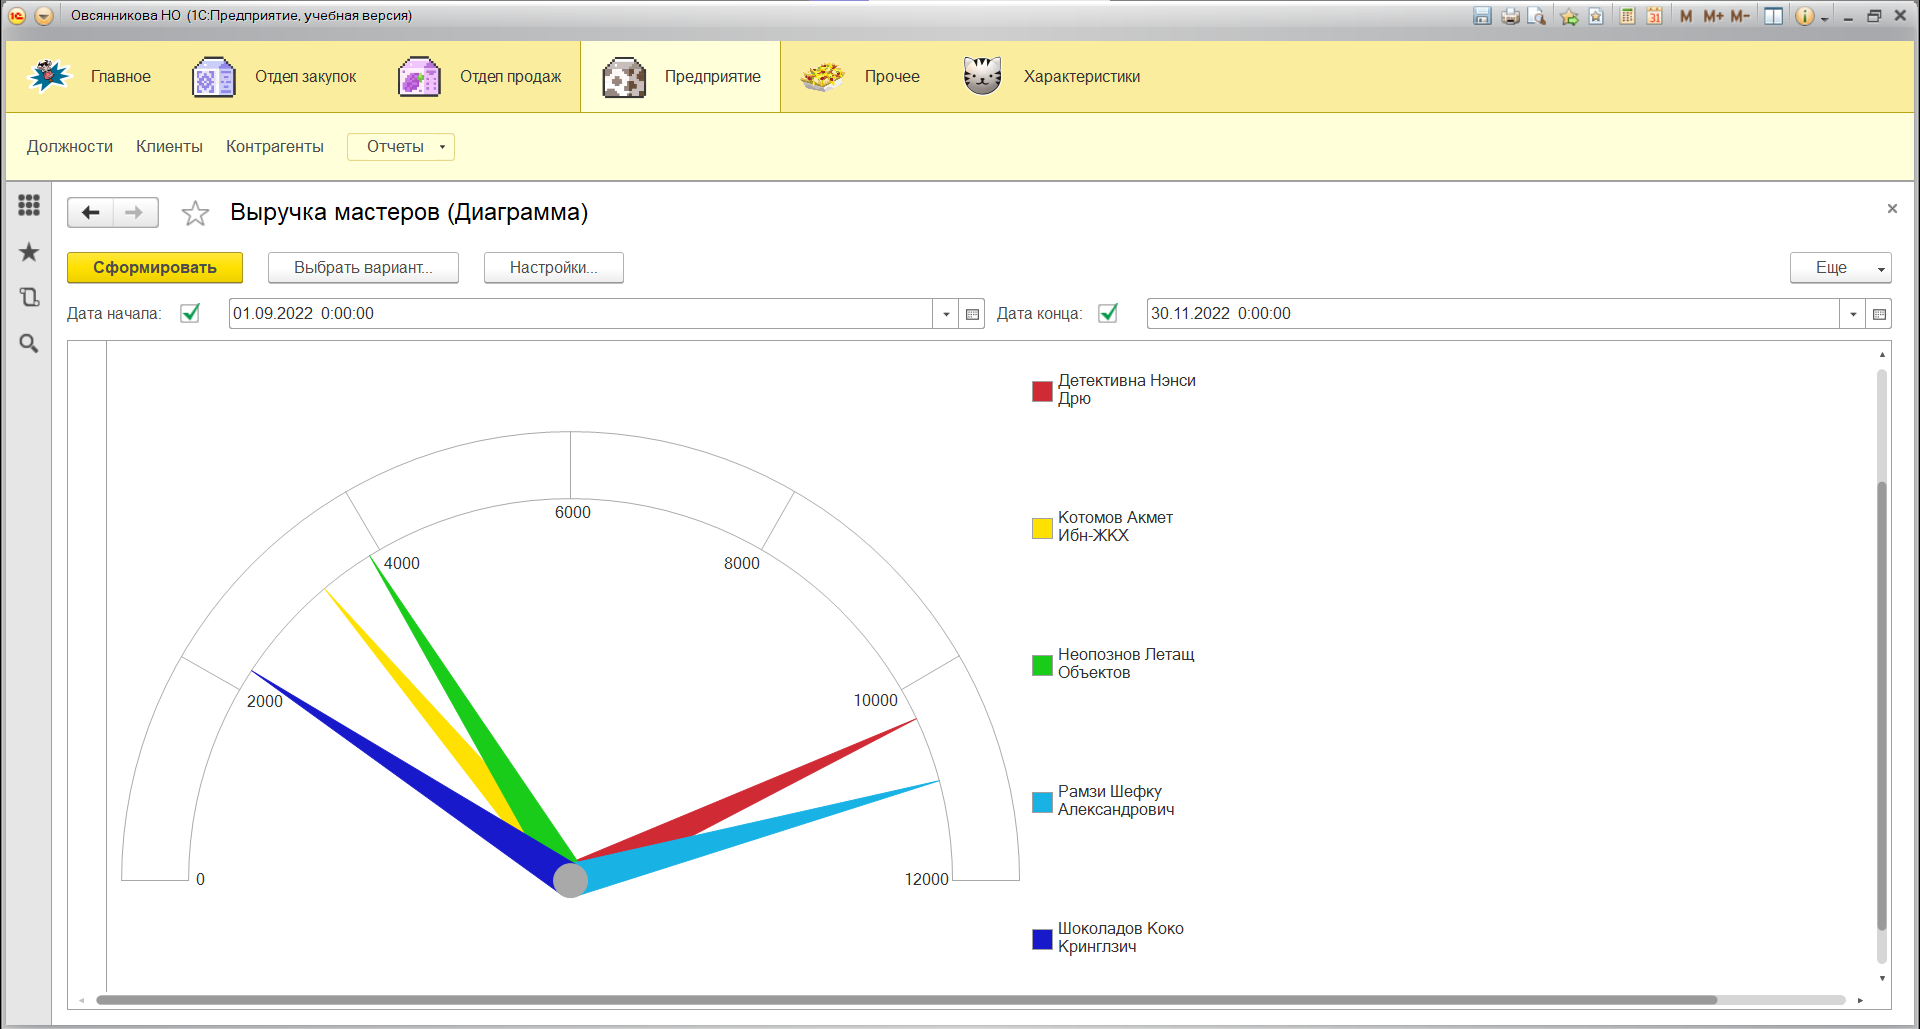 Овсянникова НО (1С:Предприятие, учебная версия)
M M+ M-
Главное Отдел закупок Отдел продаж Предприятие Прочее Характеристики
Должности Клиенты Контрагенты Отчеты
Выручка мастеров (Диаграмма)
Сформировать Выбрать вариант... Настройки... Еще
Дата начала: 01.09.2022 0:00:00 Дата конца: 30.11.2022 0:00:00
0
2000
4000
6000
8000
10000
12000
Детективна Нэнси
Дрю
Котомов Акмет
Ибн-ЖКХ
Неопознов Летащ
Объектов
Рамзи Шефку
Александрович
Шоколадов Коко
Кринглзич